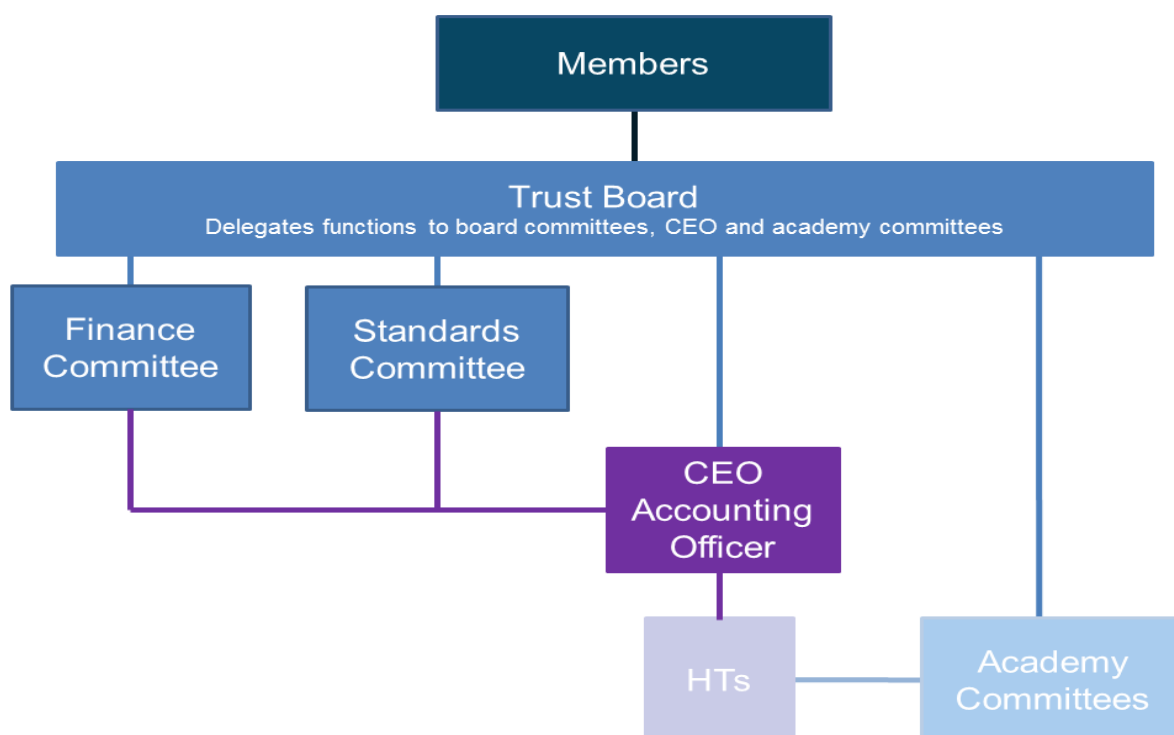 Members
Trust Board
Delegates functions to board committees, CEO and academy committees
Finance
Committee
Standards
Committee
CEO
Accounting
Officer
HTs
Academy
Committees